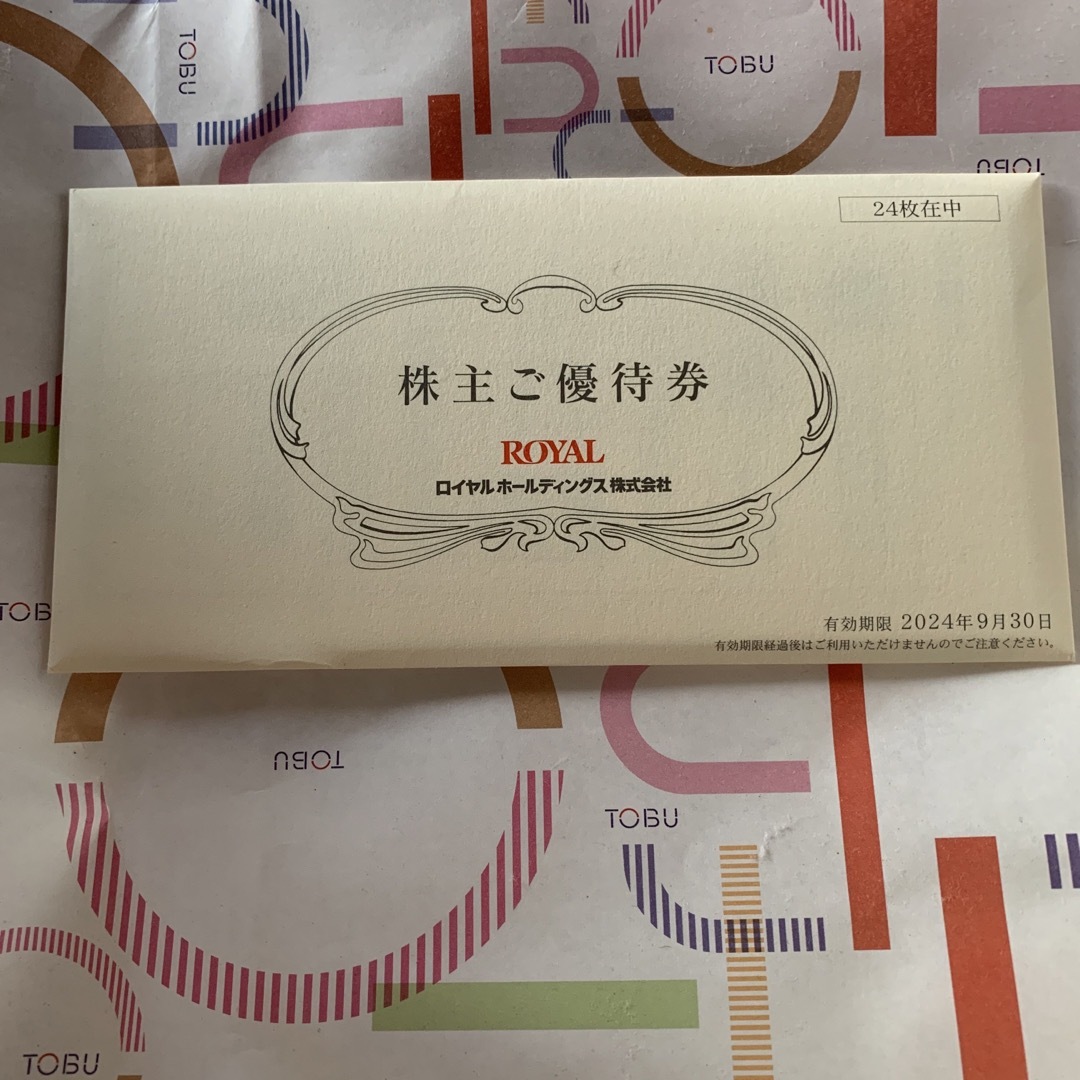 TOBU
TOBU
TOBU
24枚在中
株主ご優待券
ROYAL
ロイヤルホールディングス株式会社
有効期限 2024年9月30日
有効期限経過後はご利用いただけませんのでご注意ください。
TOB
TOBU
TOBU
TOBU